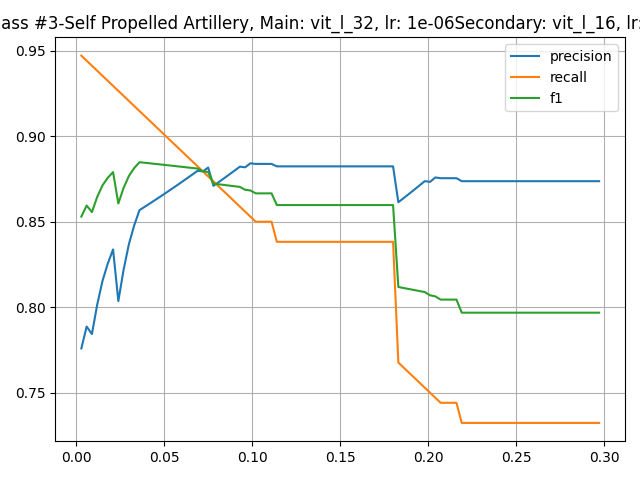 ass #3-Self Propelled Artillery, Main: vit_l_32, lr: 1e-06Secondary: vit_l_16, lr:
precision
recall
f1
0.95
0.90
0.85
0.80
0.75
0.00 0.05 0.10 0.15 0.20 0.25 0.30